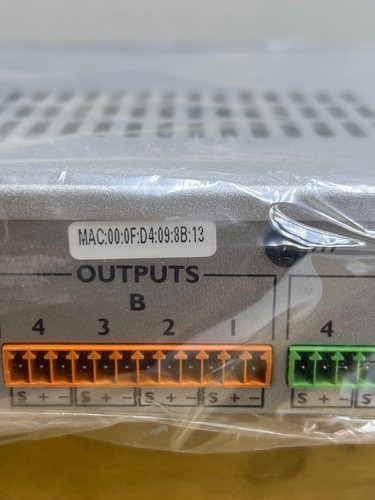 MAC:00:0F:D4:09:8B:13
OUTPUTS
B
4 3 2 1 4
S + - S + - S + - S + - S + - S